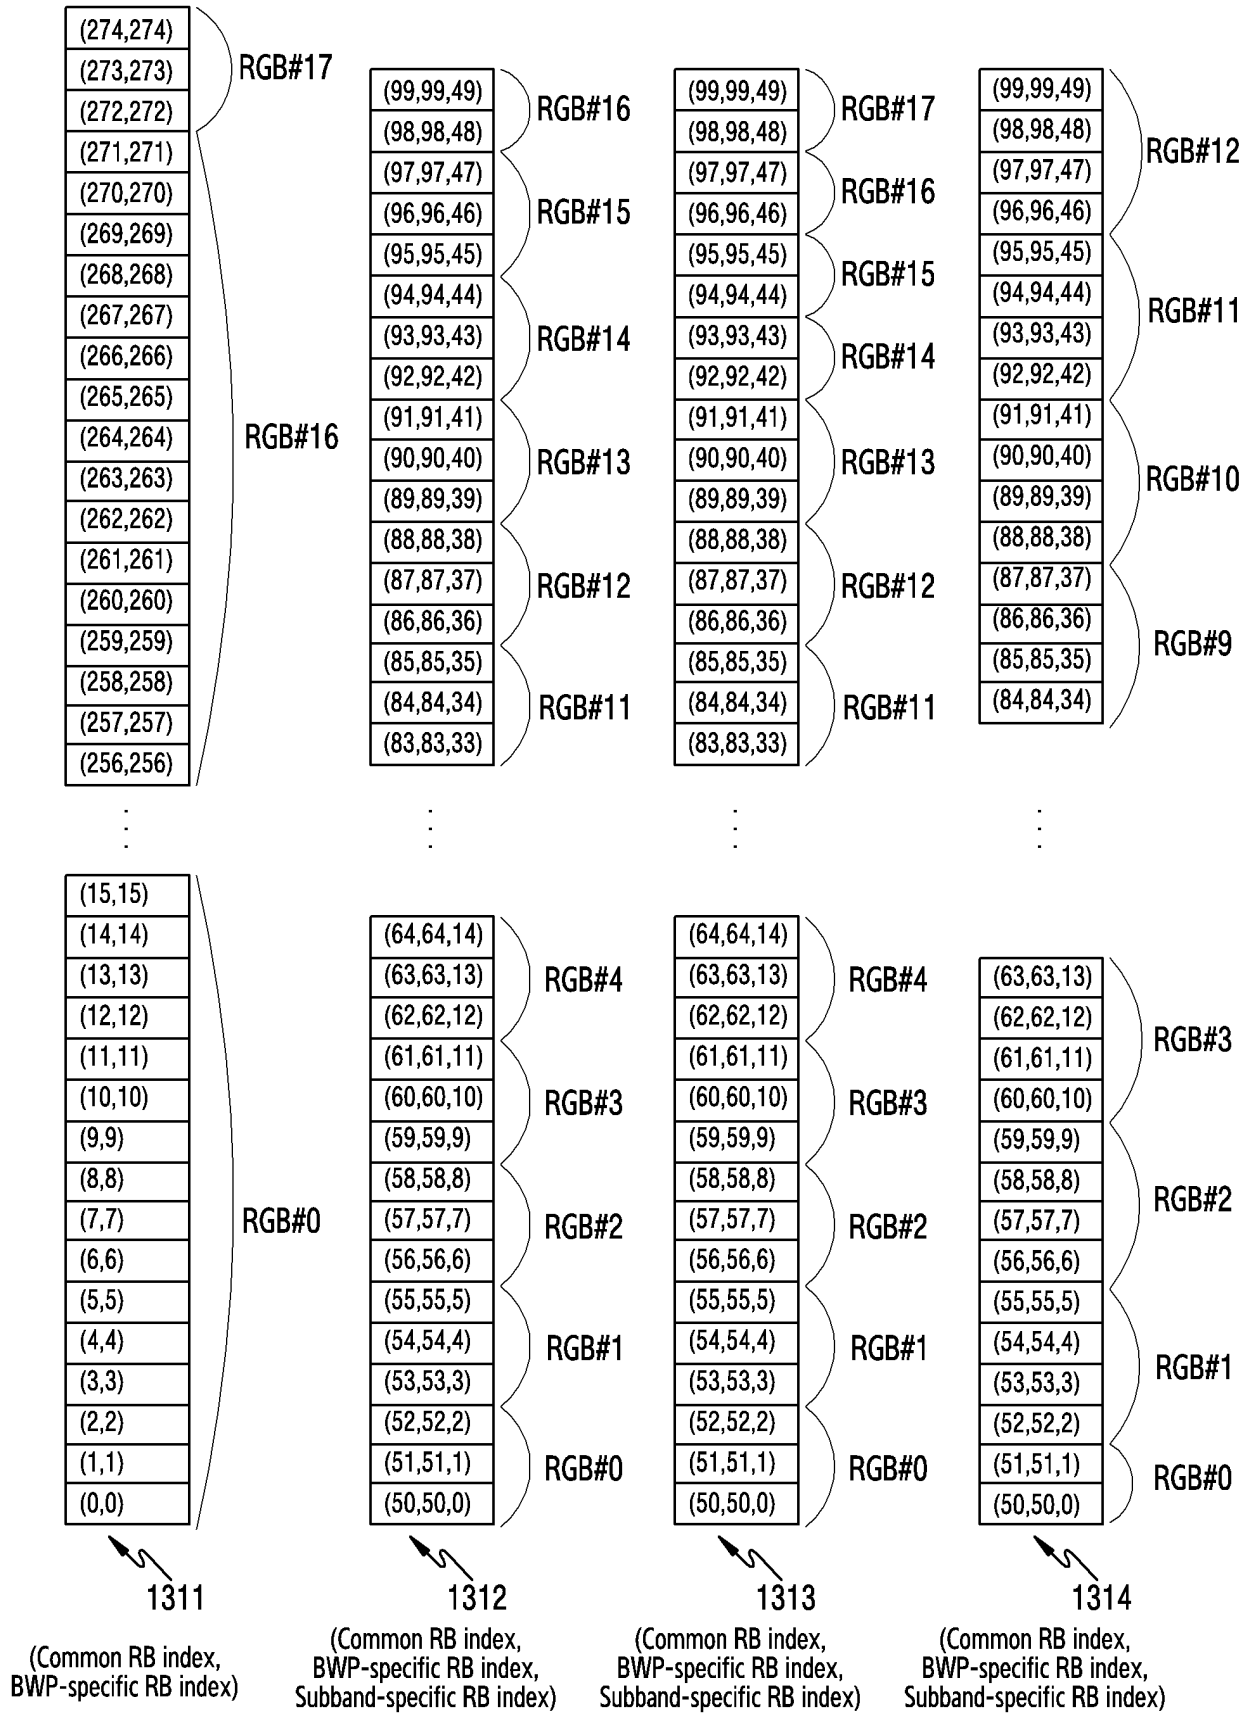 (274,274)
(273,273)
(272,272)
(271,271)
(270,270)
(269,269)
(268,268)
(267,267)
(266,266)
(265,265)
(264,264)
(263,263)
(262,262)
(261,261)
(260,260)
(259,259)
(258,258)
(257,257)
(256,256)
RGB#17
RGB#16
(15,15)
(14,14)
(13,13)
(12,12)
(11,11)
(10,10)
(9,9)
(8,8)
(7,7)
(6,6)
(5,5)
(4,4)
(3,3)
(2,2)
(1,1)
(0,0)
RGB#0
1311
(Common RB index,
BWP-specific RB index)
(99,99,49)
(98,98,48)
(97,97,47)
(96,96,46)
(95,95,45)
(94,94,44)
(93,93,43)
(92,92,42)
(91,91,41)
(90,90,40)
(89,89,39)
(88,88,38)
(87,87,37)
(86,86,36)
(85,85,35)
(84,84,34)
(83,83,33)
RGB#16
RGB#15
RGB#14
RGB#13
RGB#12
RGB#11
(64,64,14)
(63,63,13)
(62,62,12)
(61,61,11)
(60,60,10)
(59,59,9)
(58,58,8)
(57,57,7)
(56,56,6)
(55,55,5)
(54,54,4)
(53,53,3)
(52,52,2)
(51,51,1)
(50,50,0)
RGB#4
RGB#3
RGB#2
RGB#1
RGB#0
1312
(Common RB index,
BWP-specific RB index,
Subband-specific RB index)
(99,99,49)
(98,98,48)
(97,97,47)
(96,96,46)
(95,95,45)
(94,94,44)
(93,93,43)
(92,92,42)
(91,91,41)
(90,90,40)
(89,89,39)
(88,88,38)
(87,87,37)
(86,86,36)
(85,85,35)
(84,84,34)
(83,83,33)
RGB#17
RGB#16
RGB#15
RGB#14
RGB#13
RGB#12
RGB#11
(64,64,14)
(63,63,13)
(62,62,12)
(61,61,11)
(60,60,10)
(59,59,9)
(58,58,8)
(57,57,7)
(56,56,6)
(55,55,5)
(54,54,4)
(53,53,3)
(52,52,2)
(51,51,1)
(50,50,0)
RGB#4
RGB#3
RGB#2
RGB#1
RGB#0
1313
(Common RB index,
BWP-specific RB index,
Subband-specific RB index)
(99,99,49)
(98,98,48)
(97,97,47)
(96,96,46)
(95,95,45)
(94,94,44)
(93,93,43)
(92,92,42)
(91,91,41)
(90,90,40)
(89,89,39)
(88,88,38)
(87,87,37)
(86,86,36)
(85,85,35)
(84,84,34)
RGB#12
RGB#11
RGB#10
RGB#9
(63,63,13)
(62,62,12)
(61,61,11)
(60,60,10)
(59,59,9)
(58,58,8)
(57,57,7)
(56,56,6)
(55,55,5)
(54,54,4)
(53,53,3)
(52,52,2)
(51,51,1)
(50,50,0)
RGB#3
RGB#2
RGB#1
RGB#0
1314
(Common RB index,
BWP-specific RB index,
Subband-specific RB index)